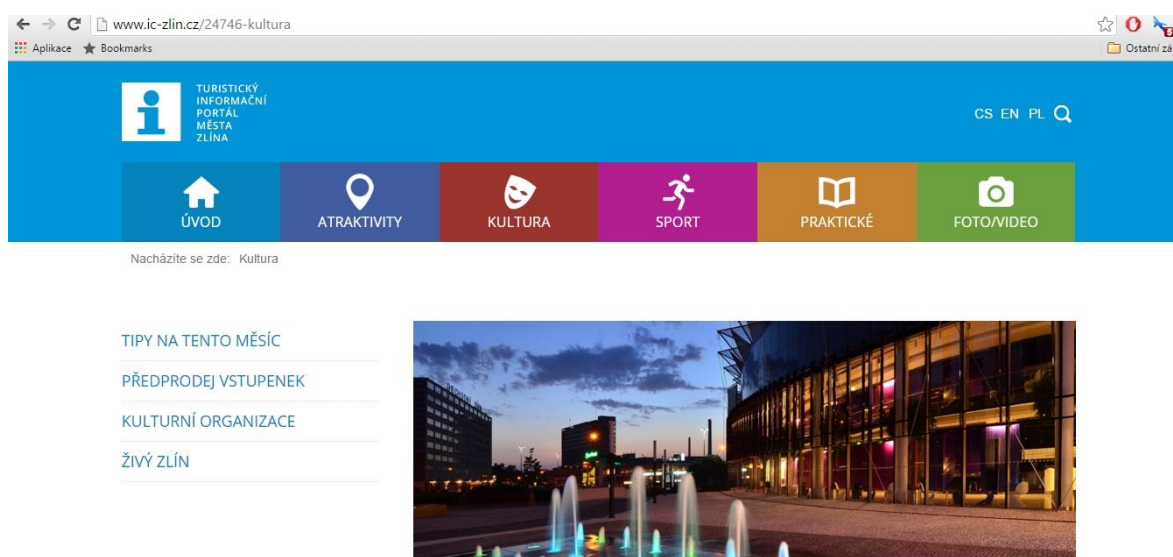 www.ic-zlin.cz/24746-kultura
Aplikace Bookmarks Ostatní zá
TURISTICKÝ
INFORMAČNÍ
PORTÁL
MĚSTA
ZLÍNA
CS EN PL
ÚVOD ATRAKTIVITY KULTURA SPORT PRAKTICKÉ FOTO/VIDEO
Nacházíte se zde: Kultura
TIPY NA TENTO MĚSÍC
PŘEDPRODEJ VSTUPENEK
KULTURNÍ ORGANIZACE
ŽIVÝ ZLÍN